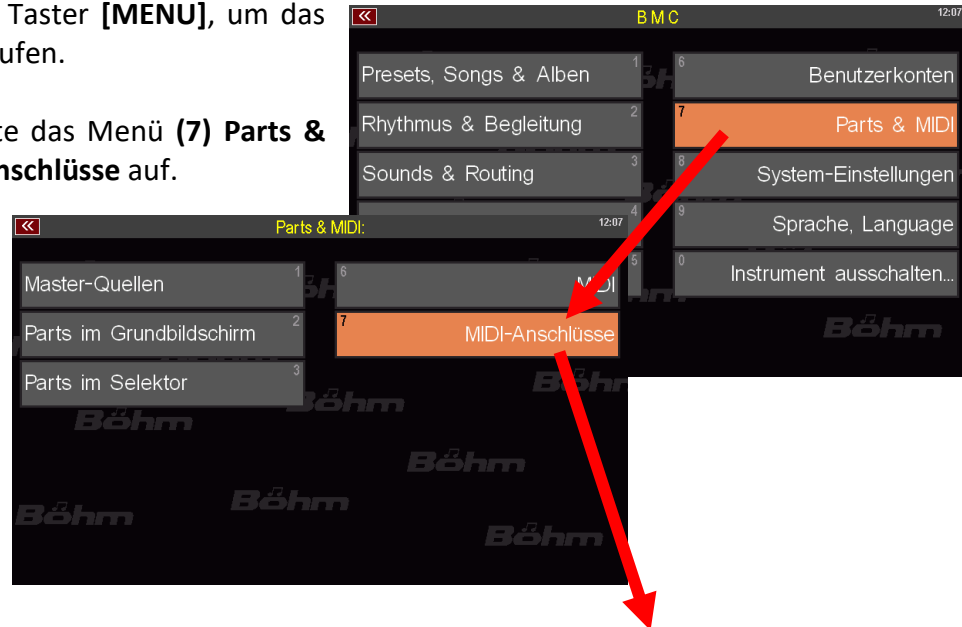 Taster [MENU], um das
ufen.
te das Menü (7) Parts &
nschlüsse auf.
BMC
12:07
Presets, Songs & Alben
1
6
Benutzerkonten
Rhythmus & Begleitung
2
7
Parts & MIDI
Sounds & Routing
3
8
System-Einstellungen
4
9
Sprache, Language
5
0
Instrument ausschalten...
Böhm
Parts & MIDI:
12:07
Master-Quellen
1
6
MIDI
Parts im Grundbildschirm
2
7
MIDI-Anschlüsse
Parts im Selektor
3
Böhm
Böhm
Böhm
Böhm
Böhm
Böhm
Böhm